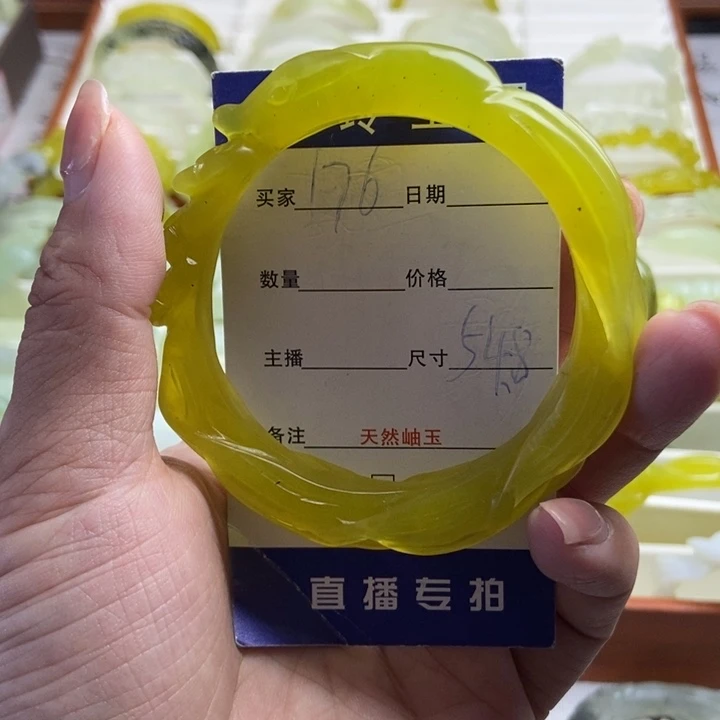 买家 176 日期
数量 价格
主播 尺寸 54.8
备注 天然岫玉
直播专拍